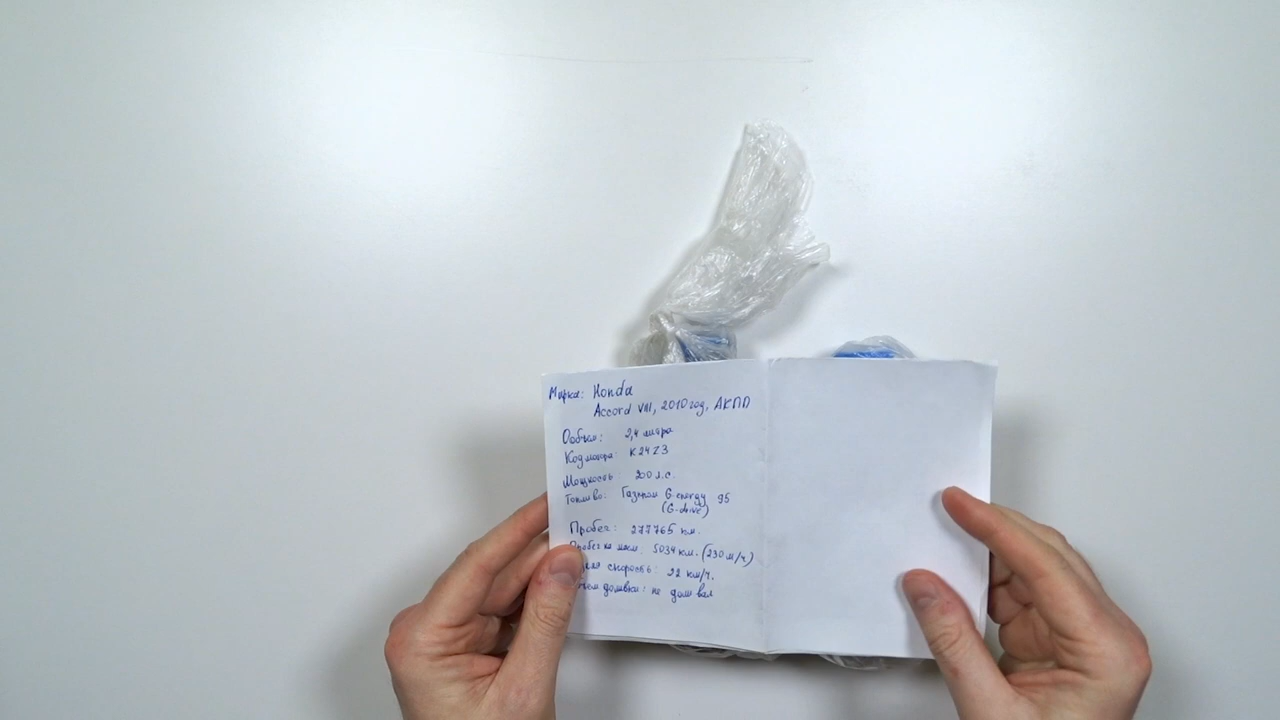 Марка: Honda
Accord VIII, 2010 год, АКПП
Объем: 2,4 литра
Код мотора: K24Z3
Мощность: 200 л.с.
Топливо: Газпром G-energy 95
(G-drive)
Пробег: 277765 км.
Пробег на масле: 5034 км. (230 м/ч)
скорость: 22 км/ч.
доливки: не доливал